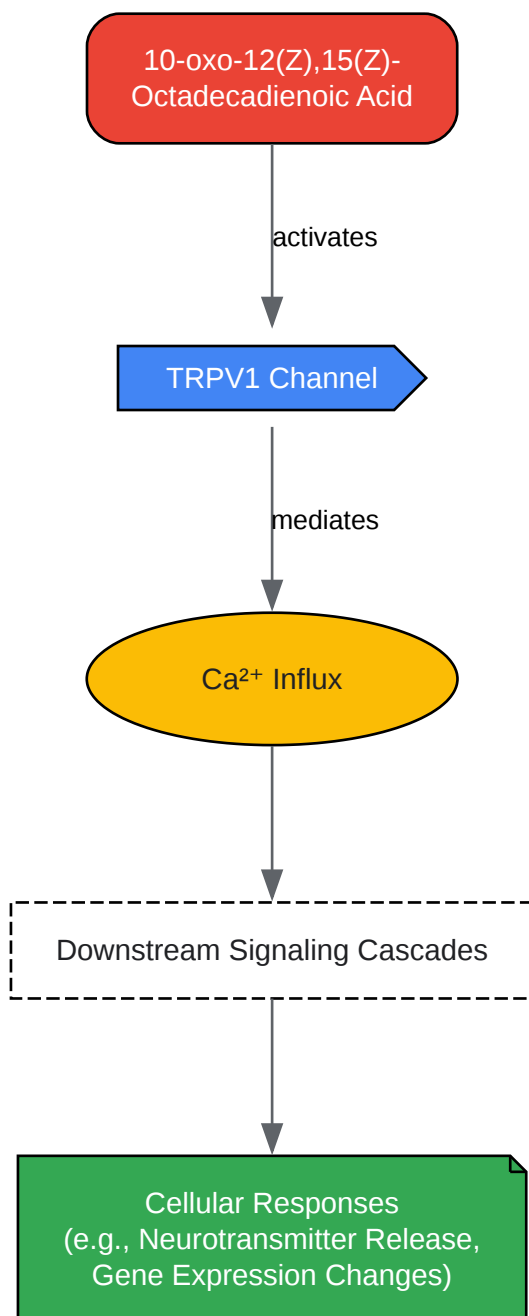 10-oxo-12(Z),15(Z)-
Octadecadienoic Acid
activates
TRPV1 Channel
mediates
Ca²⁺ Influx
Downstream Signaling Cascades
Cellular Responses
(e.g., Neurotransmitter Release,
Gene Expression Changes)